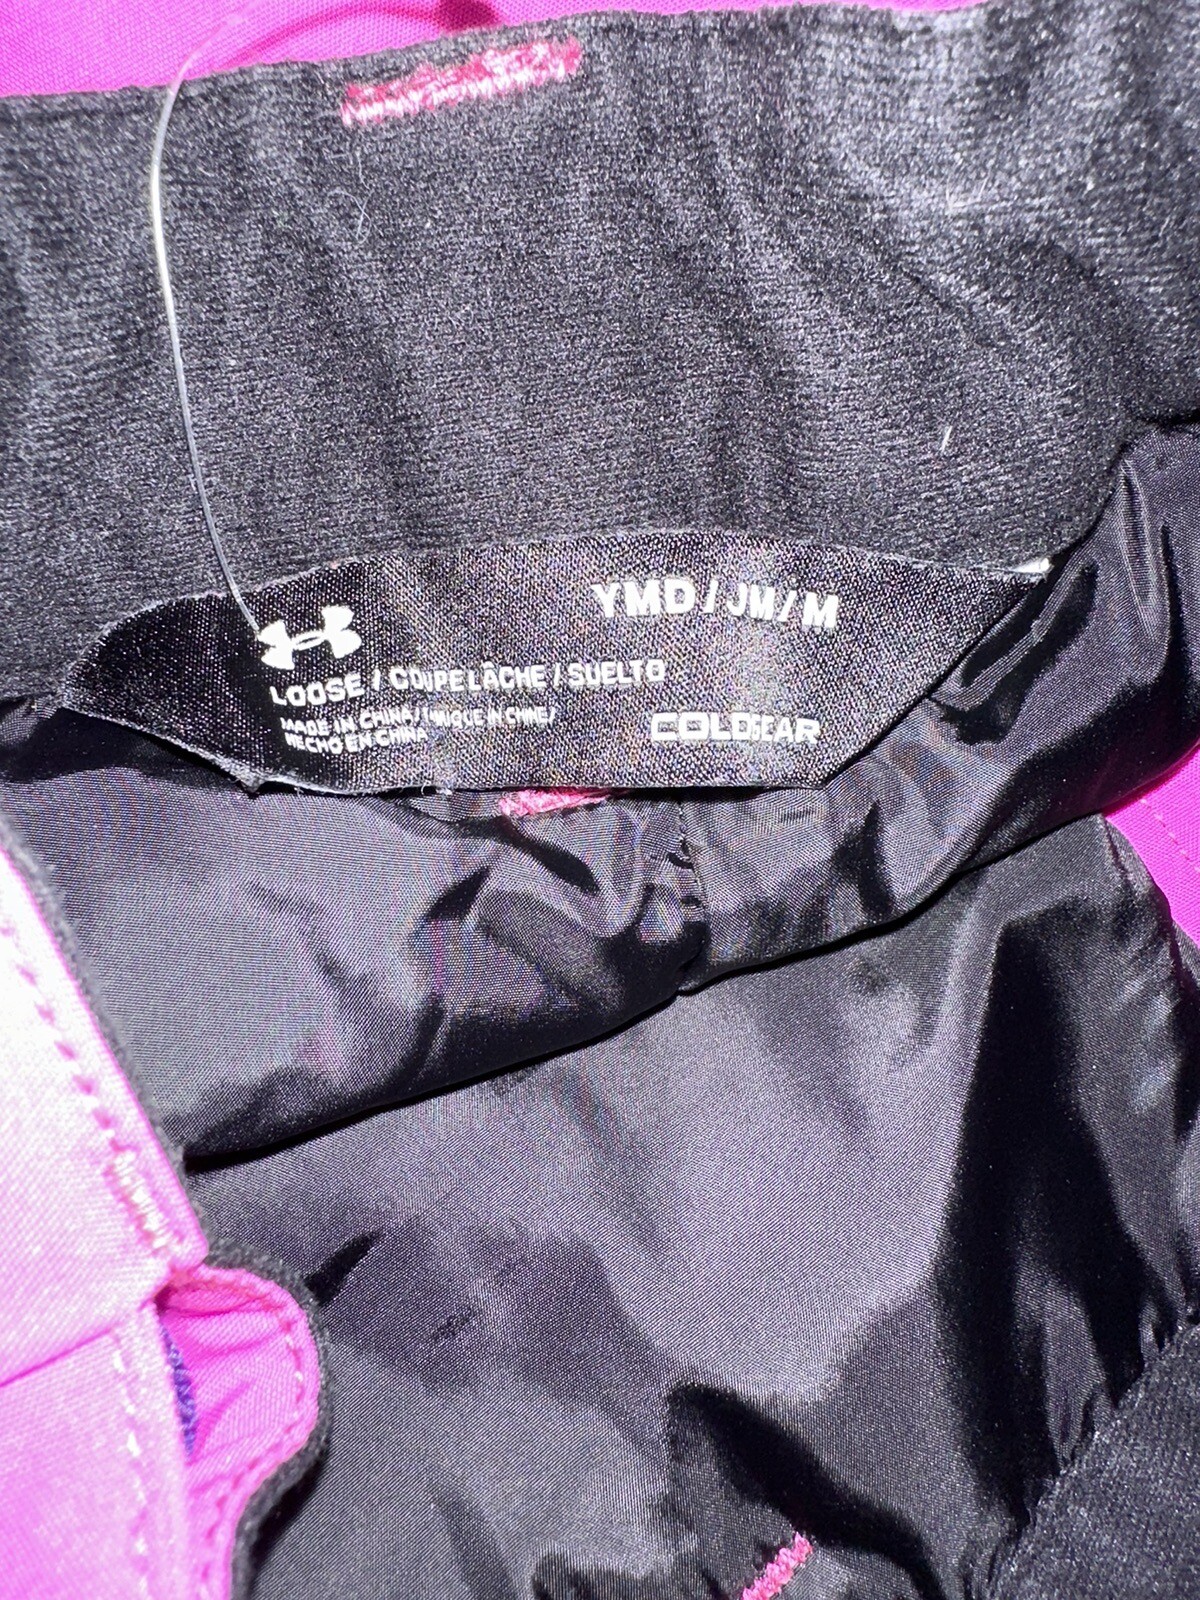 YMD / JM / M
LOOSE / COUPE LÂCHE / SUELTO
MADE IN CHINA / FABRIQUÉ EN CHINE /
HECHO EN CHINA
COLDGEAR